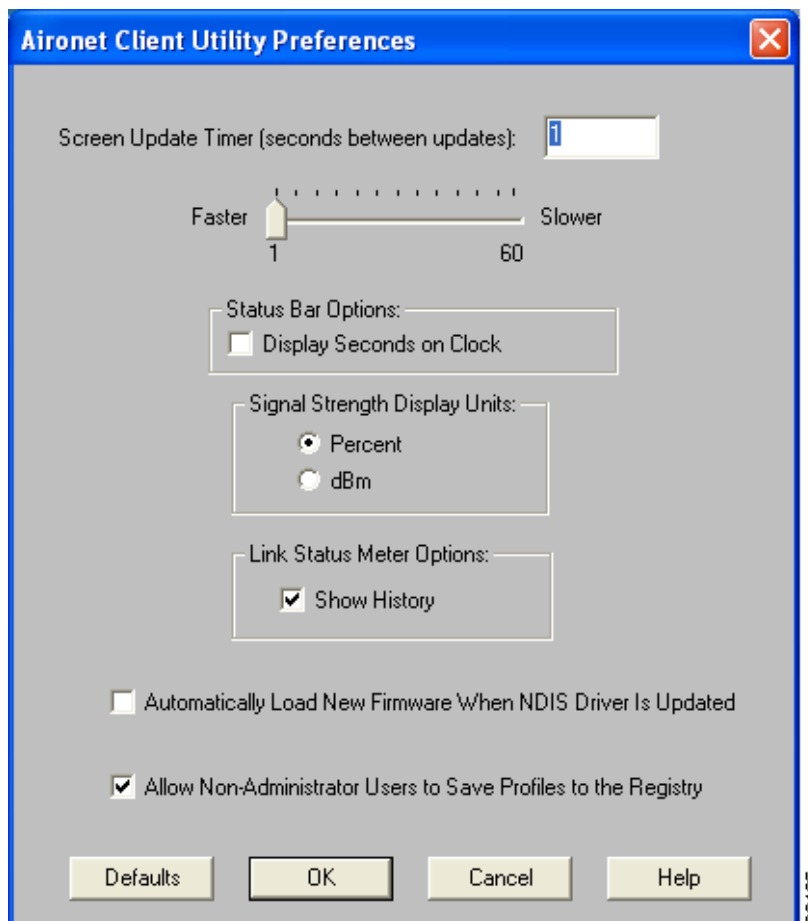 Aironet Client Utility Preferences
Screen Update Timer (seconds between updates): 1
Faster Slower
1 60
Status Bar Options:
Display Seconds on Clock
Signal Strength Display Units:
Percent
dBm
Link Status Meter Options:
Show History
Automatically Load New Firmware When NDIS Driver Is Updated
Allow Non-Administrator Users to Save Profiles to the Registry
Defaults OK Cancel Help